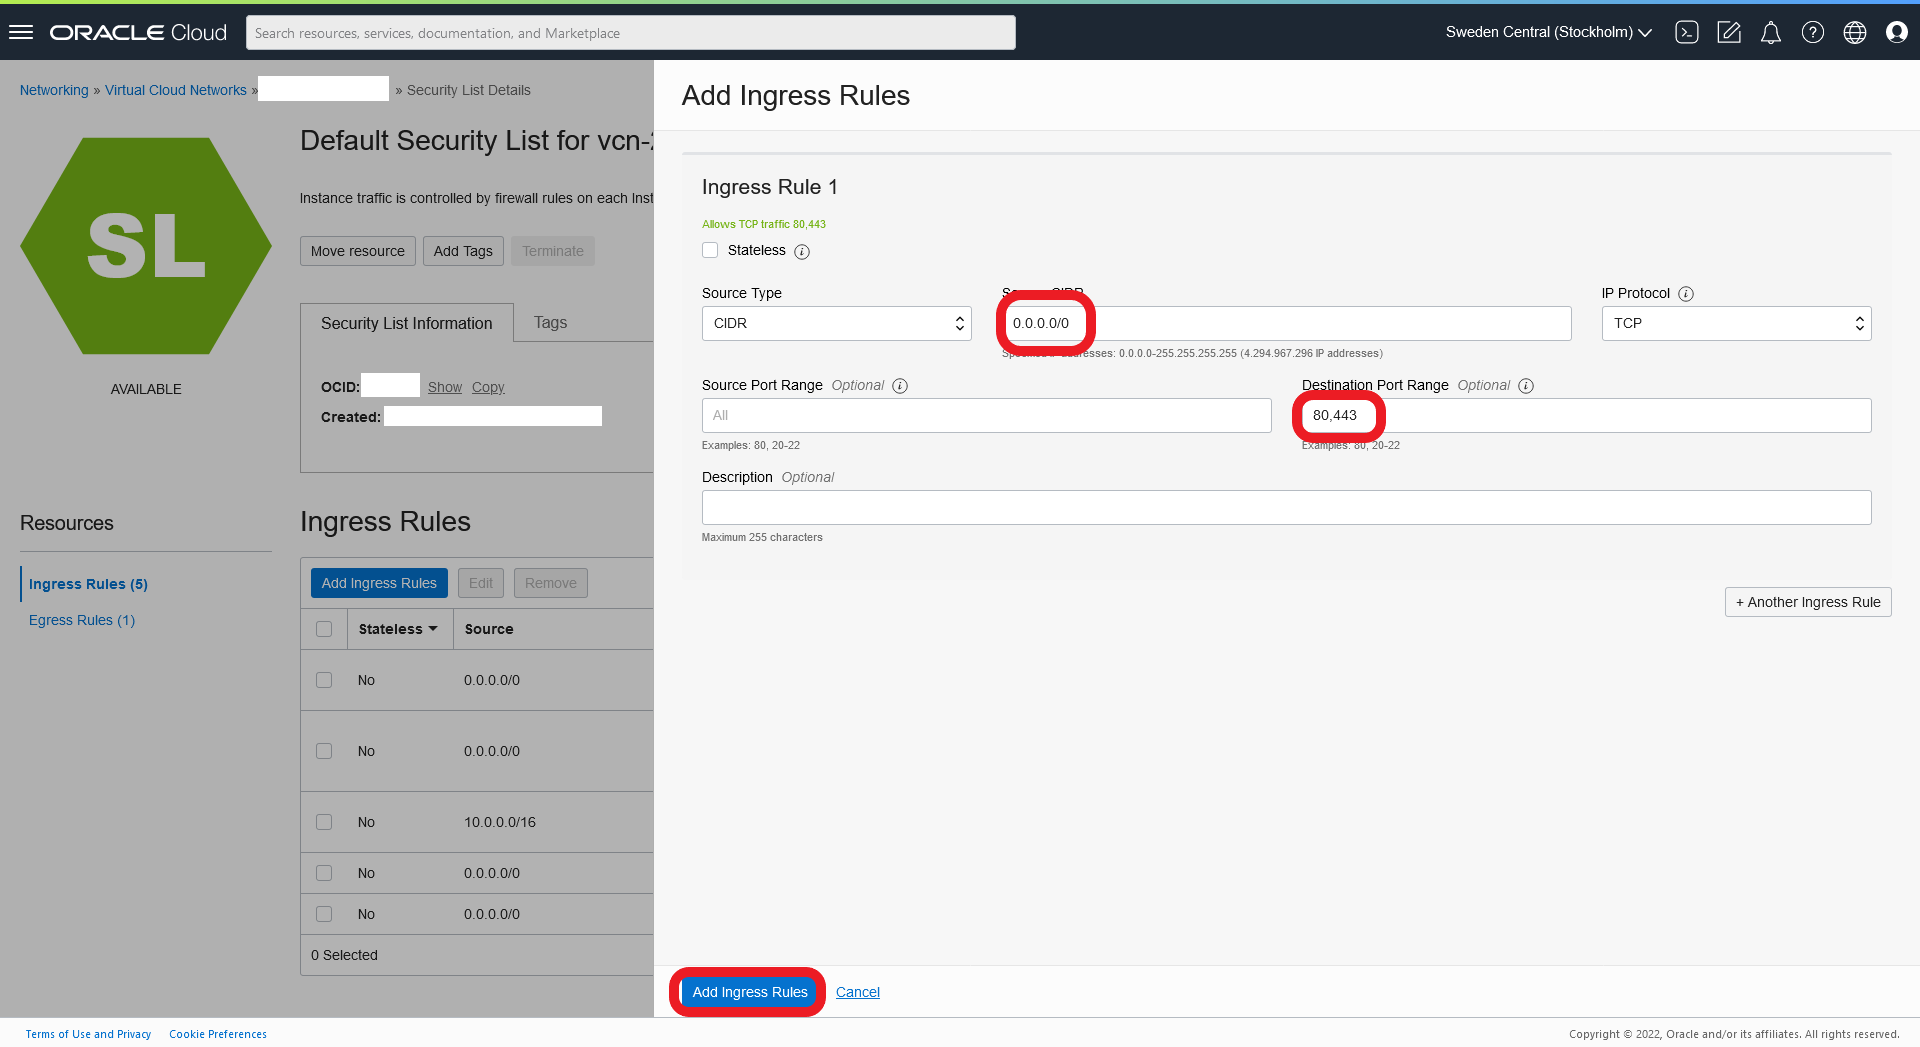 ORACLE Cloud
Search resources, services, documentation, and Marketplace
Sweden Central (Stockholm)
Networking » Virtual Cloud Networks »
» Security List Details
SL
AVAILABLE
Default Security List for vcn-
Instance traffic is controlled by firewall rules on each Inst
Move resource
Add Tags
Terminate
Security List Information
Tags
OCID:
Show
Copy
Created:
Resources
Ingress Rules (5)
Egress Rules (1)
Ingress Rules
Add Ingress Rules
Edit
Remove
Stateless
Source
No
0.0.0.0/0
No
0.0.0.0/0
No
10.0.0.0/16
No
0.0.0.0/0
No
0.0.0.0/0
0 Selected
Add Ingress Rules
Ingress Rule 1
Allows TCP traffic 80,443
Stateless
Source Type
CIDR
Source CIDR
0.0.0.0/0
Specified IP addresses: 0.0.0.0-255.255.255.255 (4.294.967.296 IP addresses)
IP Protocol
TCP
Source Port Range Optional
All
Examples: 80, 20-22
Destination Port Range Optional
80,443
Examples: 80, 20-22
Description Optional
Maximum 255 characters
+ Another Ingress Rule
Add Ingress Rules
Cancel
Terms of Use and Privacy
Cookie Preferences
Copyright © 2022, Oracle and/or its affiliates. All rights reserved.